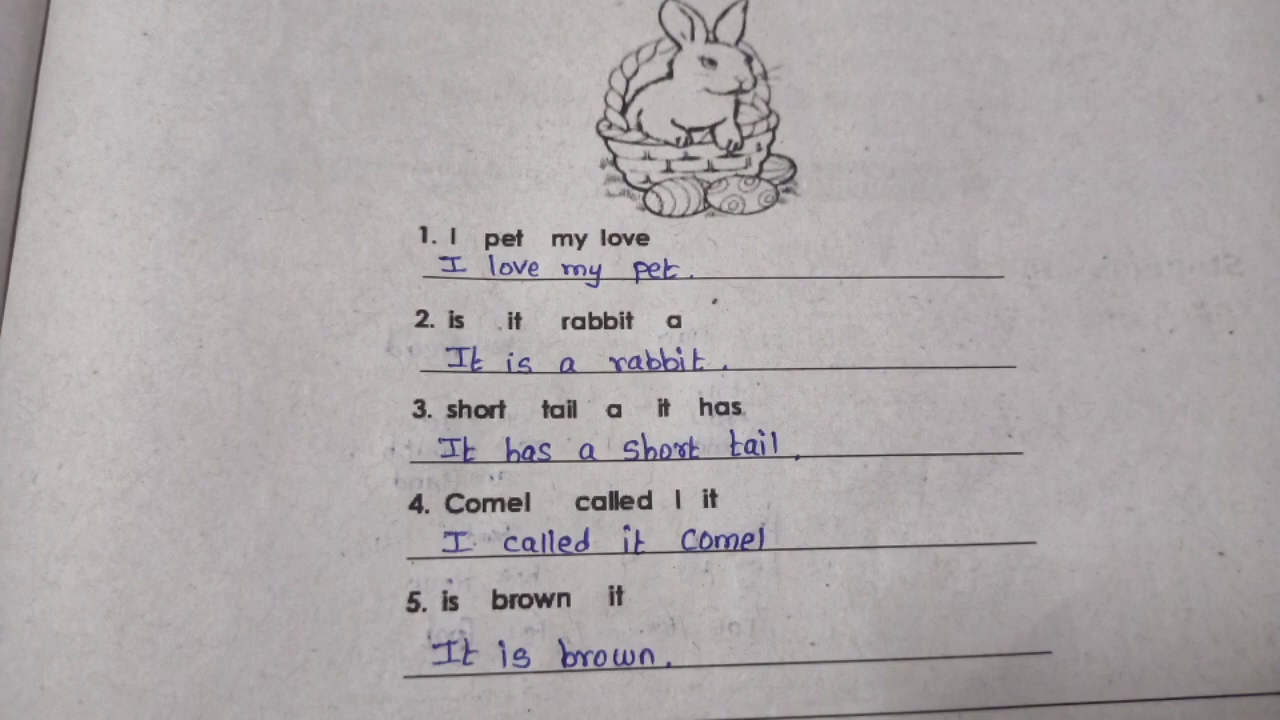 1. I pet my love
I love my pet.
2. is it rabbit a
It is a rabbit.
3. short tail a it has
It has a short tail.
4. Comel called I it
I called it Comel
5. is brown it
It is brown.